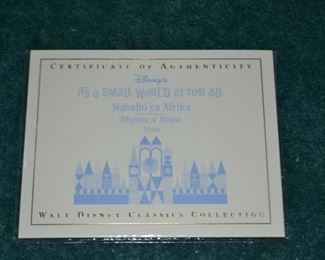 CERTIFICATE OF AUTHENTICITY
Disney's
it's a small world after all
Mahadhi ya Afrika
(Rhythm of Africa)
Africa
WALT DISNEY CLASSICS COLLECTION